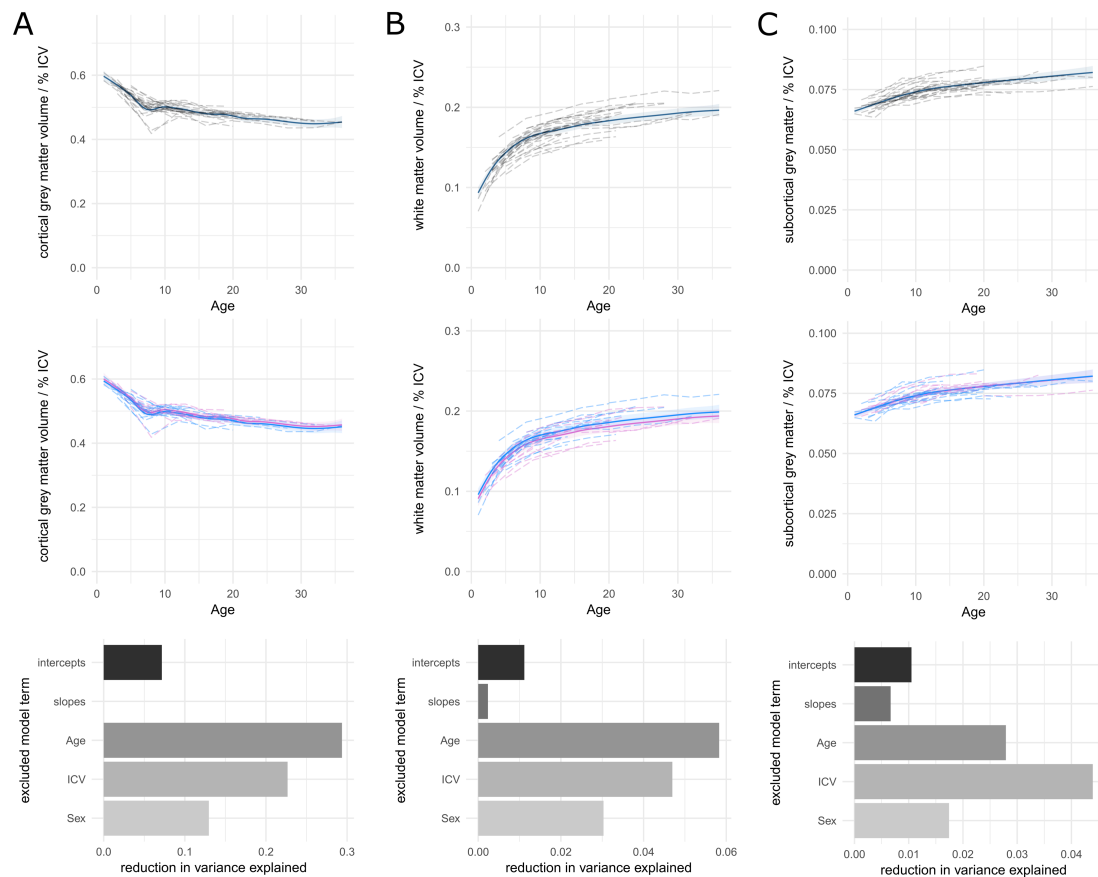 A
B
C
cortical grey matter volume / % ICV
0.6
0.4
0.2
0.0
0
10
20
30
Age
white matter volume / % ICV
0.3
0.2
0.1
0.0
0
10
20
30
Age
subcortical grey matter / % ICV
0.100
0.075
0.050
0.025
0.000
0
10
20
30
Age
cortical grey matter volume / % ICV
0.6
0.4
0.2
0.0
0
10
20
30
Age
white matter volume / % ICV
0.3
0.2
0.1
0.0
0
10
20
30
Age
subcortical grey matter / % ICV
0.100
0.075
0.050
0.025
0.000
0
10
20
30
Age
excluded model term
intercepts
slopes
Age
ICV
Sex
0.0
0.1
0.2
0.3
reduction in variance explained
excluded model term
intercepts
slopes
Age
ICV
Sex
0.00
0.02
0.04
0.06
reduction in variance explained
excluded model term
intercepts
slopes
Age
ICV
Sex
0.00
0.01
0.02
0.03
0.04
reduction in variance explained